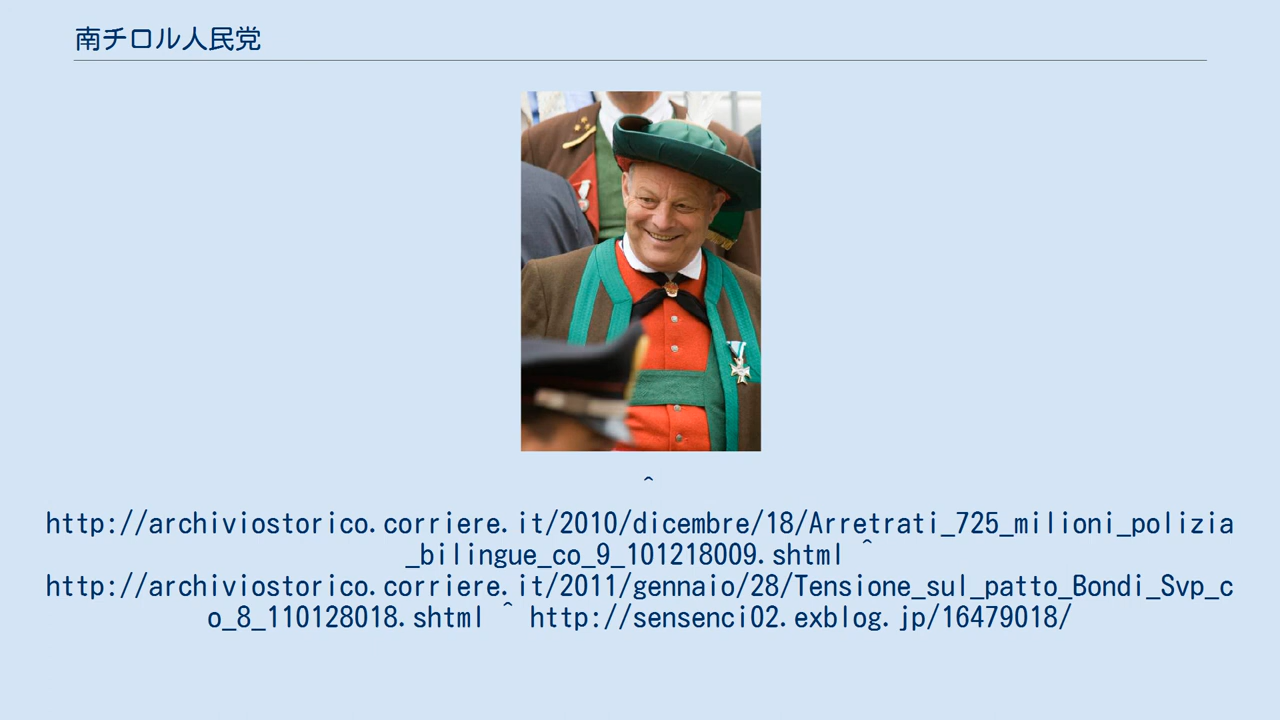 南チロル人民党
^
http://archiviostorico.corriere.it/2010/dicembre/18/Arretrati_725_milioni_polizia
_bilingue_co_9_101218009.shtml ^
http://archiviostorico.corriere.it/2011/gennaio/28/Tensione_sul_patto_Bondi_Svp_c
o_8_110128018.shtml ^ http://sensenci02.exblog.jp/16479018/